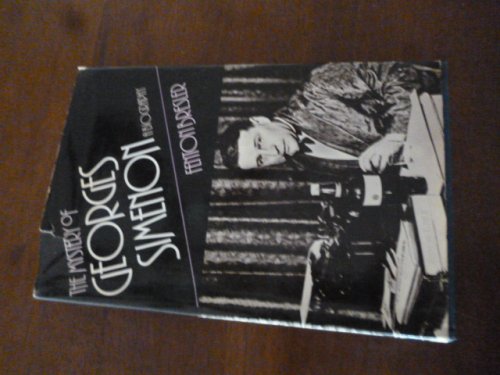 THE MYSTERY OF
GEORGES
SIMENON
A BIOGRAPHY
FENTON BRESLER